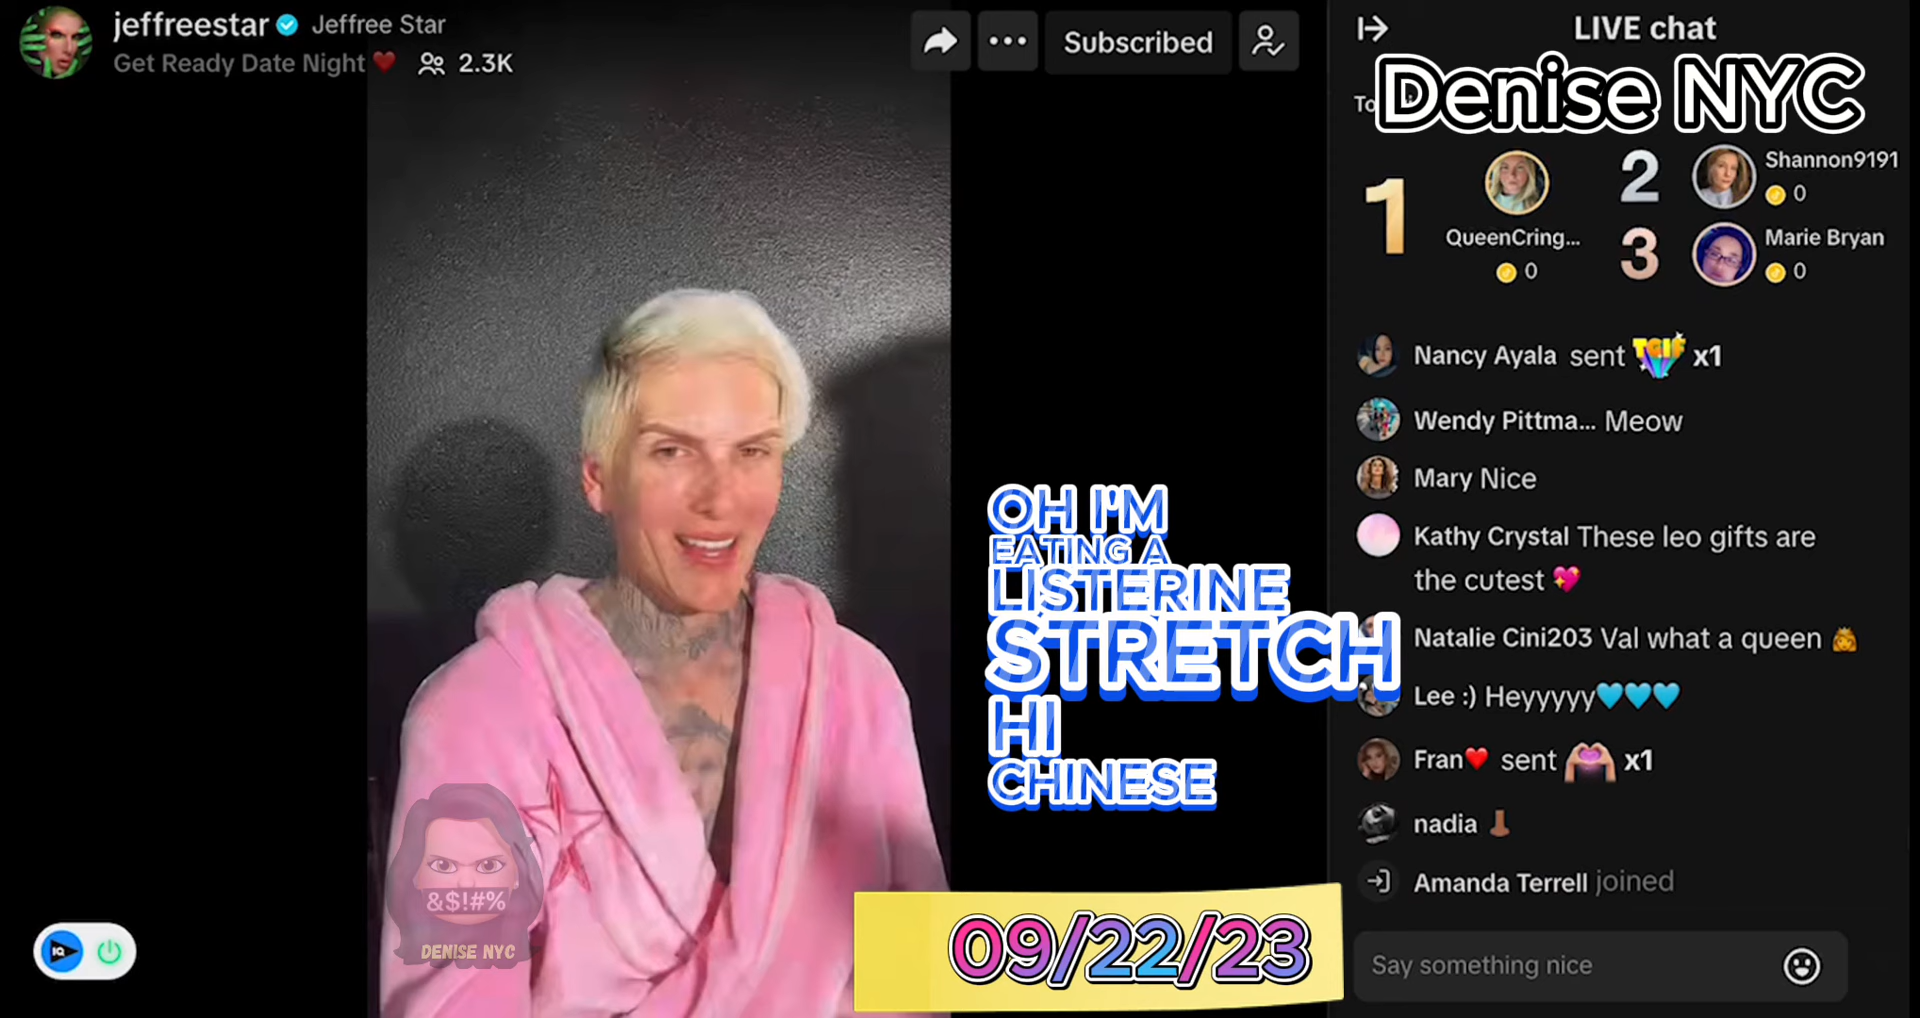 jeffreestar Jeffree Star
Get Ready Date Night ❤️ 2.3K
Subscribed
LIVE chat
Denise NYC
1
QueenCring...
0
2
Shannon9191
0
3
Marie Bryan
0
Nancy Ayala sent TGIF x1
Wendy Pittma... Meow
Mary Nice
Kathy Crystal These leo gifts are
the cutest 💖
Natalie Cini203 Val what a queen 👸
Lee :) Heyyyyy🩵🩵🩵
Fran❤️ sent x1
nadia 👃🏾
Amanda Terrell joined
Say something nice
OH I'M
EATING A
LISTERINE
STRETCH
HI
CHINESE
&$!#%
DENISE NYC
IQ
09/22/23